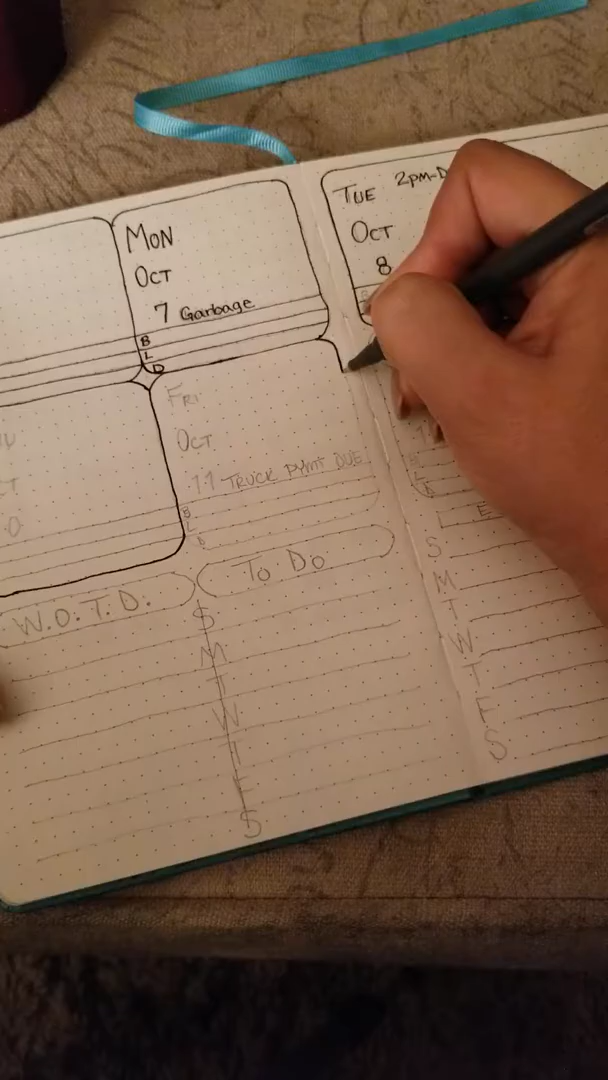 MON
OCT
7 Garbage
B
L
D
TUE 2pm-D
OCT
8
FRI
OCT
11 TRUCK PYMT DUE
B
L
D
W.O.T.D.
TO DO
S
M
T
W
T
F
S
S
M
T
W
T
F
S